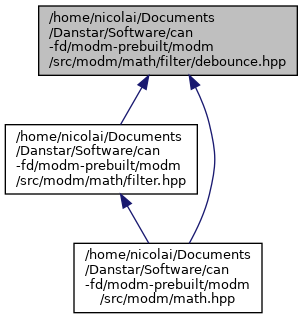 /home/nicolai/Documents
/Danstar/Software/can
-fd/modm-prebuilt/modm
/src/modm/math/filter/debounce.hpp
/home/nicolai/Documents
/Danstar/Software/can
-fd/modm-prebuilt/modm
/src/modm/math/filter.hpp
/home/nicolai/Documents
/Danstar/Software/can
-fd/modm-prebuilt/modm
/src/modm/math.hpp